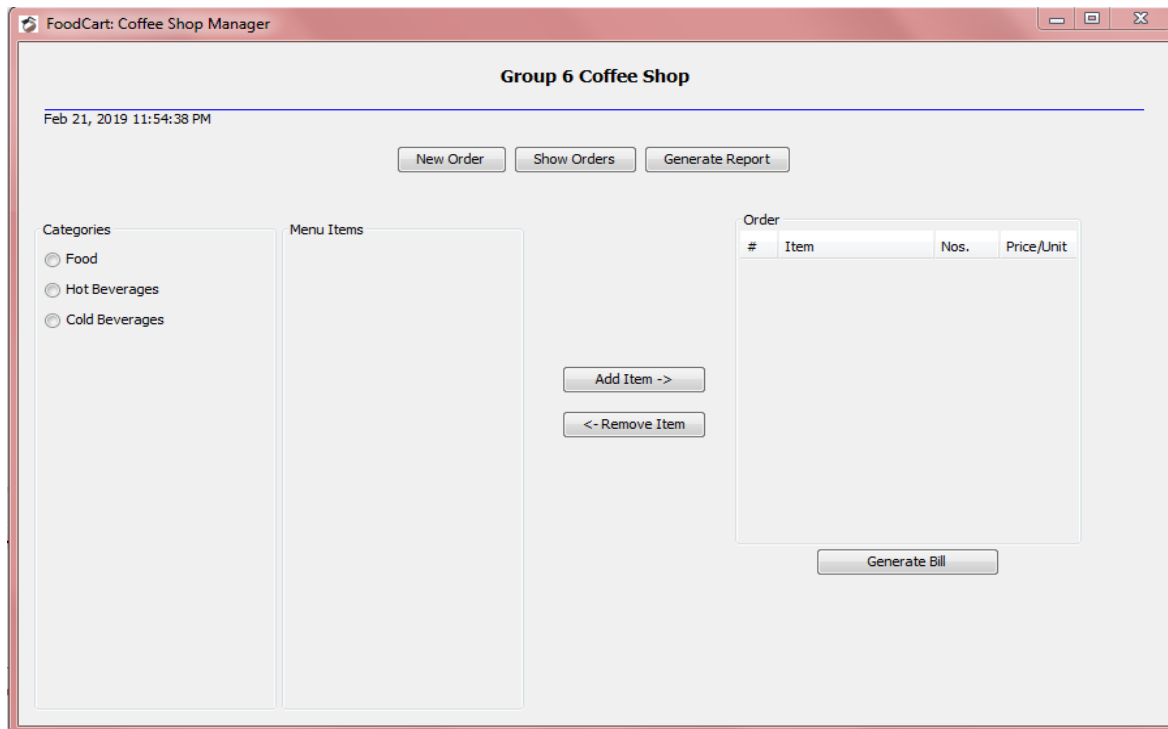 FoodCart: Coffee Shop Manager
Group 6 Coffee Shop
Feb 21, 2019 11:54:38 PM
New Order
Show Orders
Generate Report
Categories
Food
Hot Beverages
Cold Beverages
Menu Items
Add Item ->
<- Remove Item
Order
# Item Nos. Price/Unit
Generate Bill